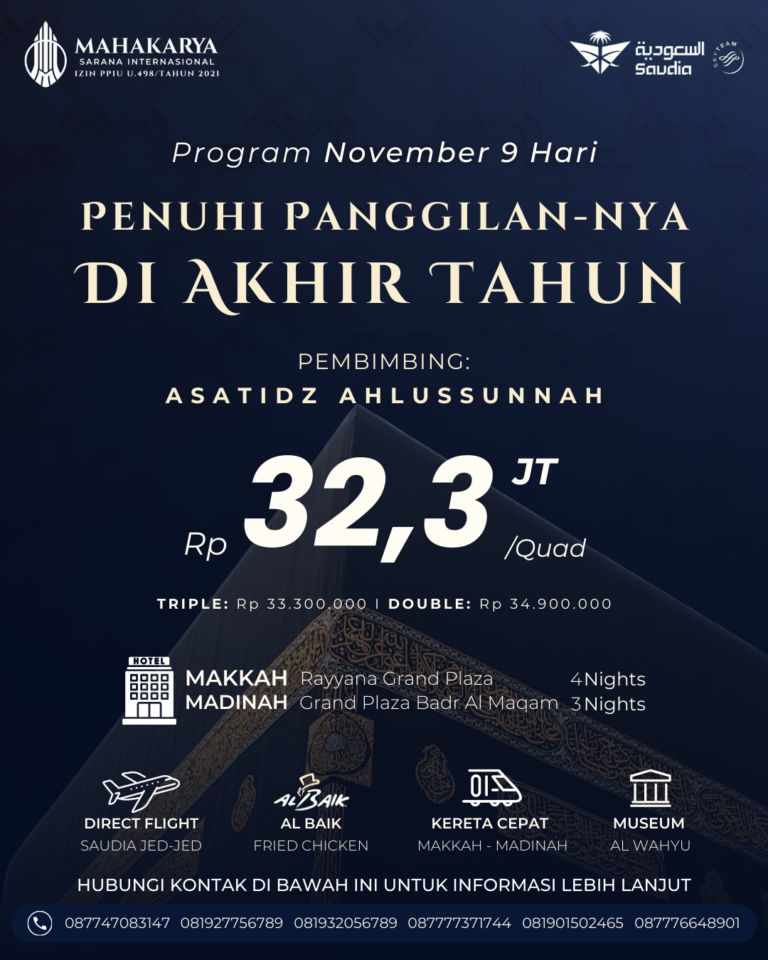 MAHAKARYA
SARANA INTERNASIONAL
IZIN PPIU U.498/TAHUN 2021
السعودية
Saudia
SKYTEAM
Program November 9 Hari
PENUHI PANGGILAN-NYA
DI AKHIR TAHUN
PEMBIMBING:
ASATIDZ AHLUSSUNNAH
Rp 32,3 JT /Quad
TRIPLE: Rp 33.300.000 | DOUBLE: Rp 34.900.000
HOTEL
MAKKAH Rayyana Grand Plaza 4 Nights
MADINAH Grand Plaza Badr Al Maqam 3 Nights
AL BAIK
DIRECT FLIGHT AL BAIK KERETA CEPAT MUSEUM
SAUDIA JED-JED FRIED CHICKEN MAKKAH - MADINAH AL WAHYU
HUBUNGI KONTAK DI BAWAH INI UNTUK INFORMASI LEBIH LANJUT
087747083147 081927756789 081932056789 087777371744 081901502465 087776648901